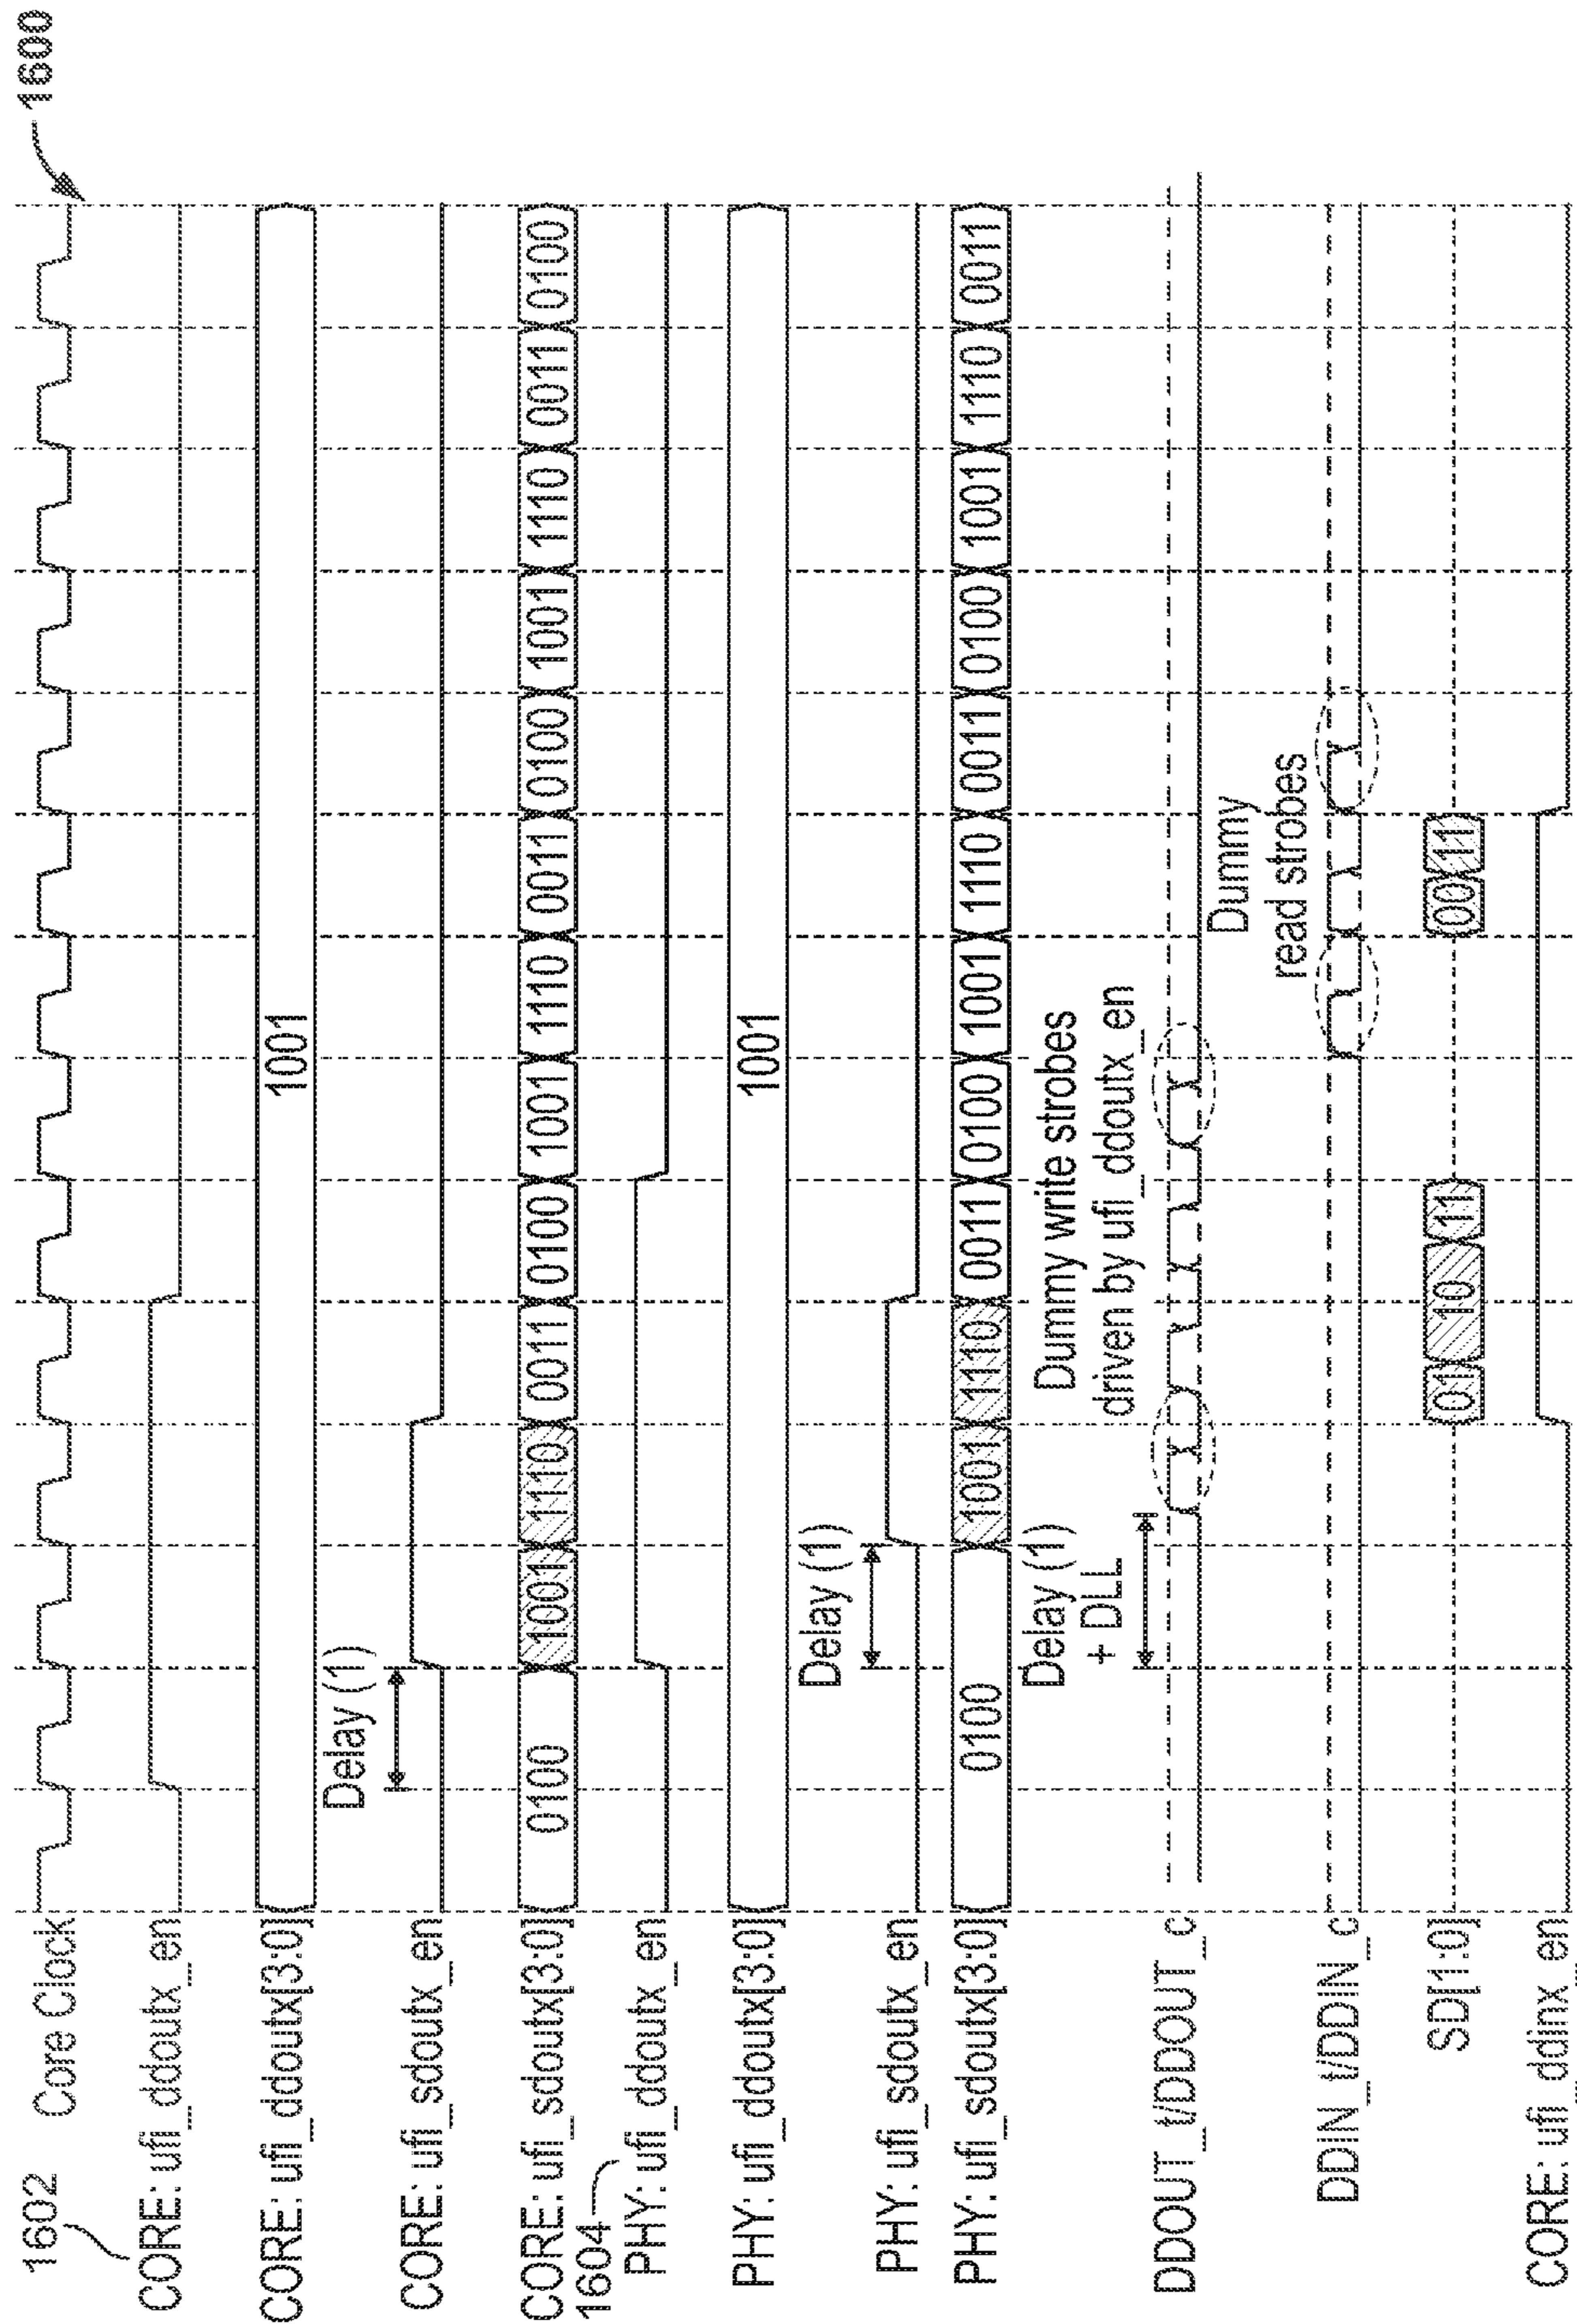 1600
1602
Core Clock
CORE: ufi_ddoutx_en
CORE: ufi_ddoutx[3:0] 1001
Delay (1)
CORE: ufi_sdoutx_en
CORE: ufi_sdoutx[3:0] 0100 1001 1110 0011 0100 1001 1110 0011 0100 1001 1110 0011 0100
1604
PHY: ufi_ddoutx_en
PHY: ufi_ddoutx[3:0] 1001
Delay (1)
PHY: ufi_sdoutx_en
PHY: ufi_sdoutx[3:0] 0100 1001 1110 0011 0100 1001 1110 0011 0100 1001 1110 0011
Delay (1)
+ DLL
Dummy write strobes
driven by ufi_ddoutx_en
DDOUT_t/DDOUT_c
Dummy
read strobes
DDIN_t/DDIN_c
SD[1:0] 01 10 11 00 11
CORE: ufi_ddinx_en